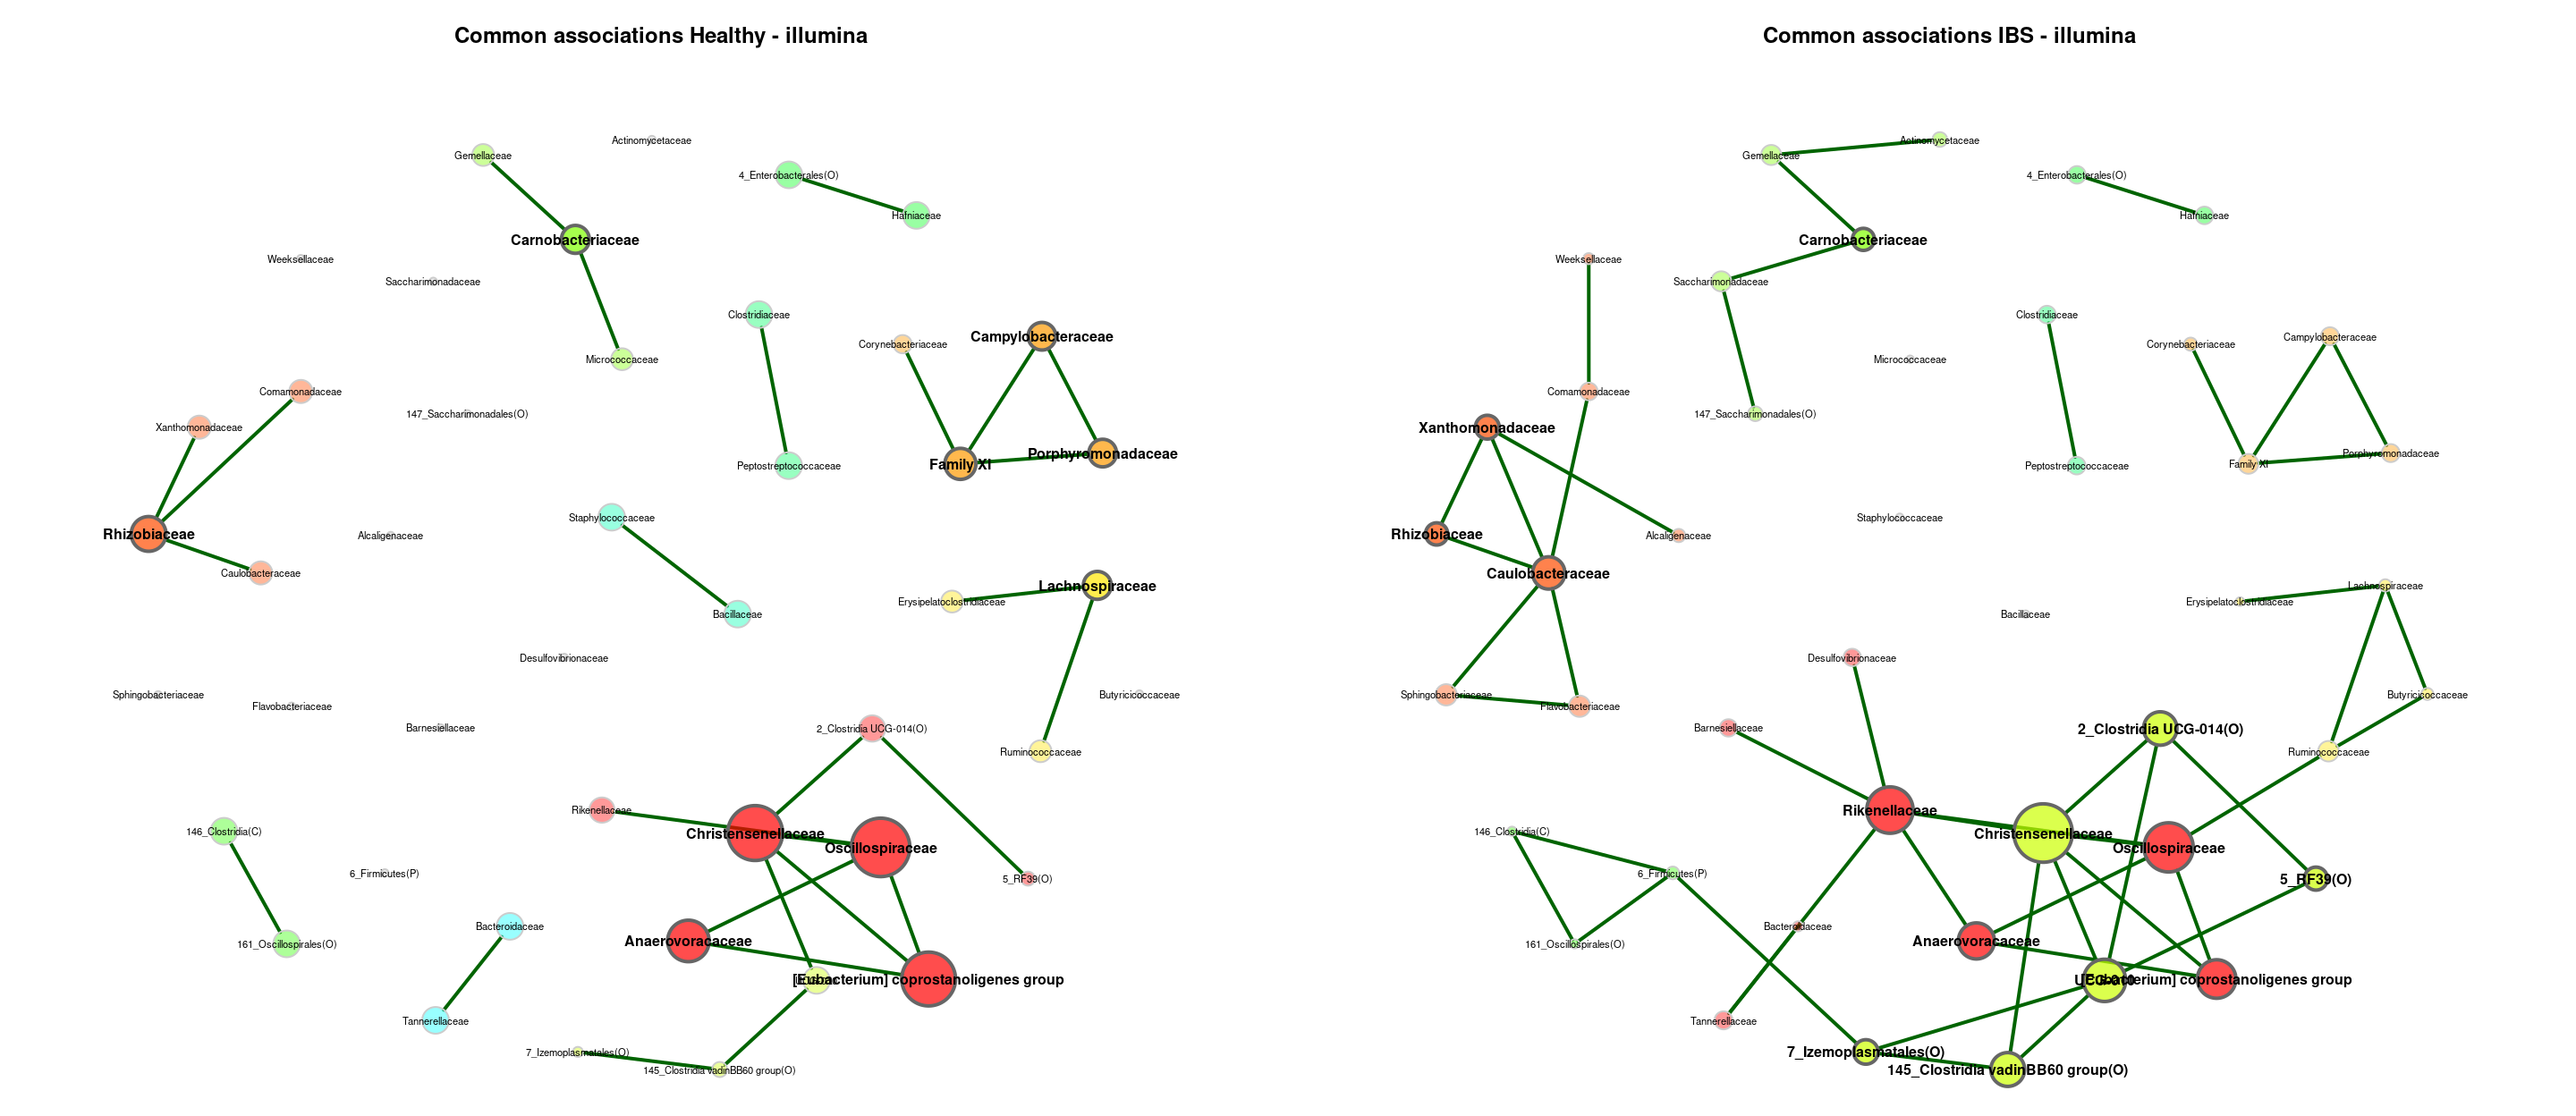 Common associations Healthy - illumina
Actinomycetaceae
Gemellaceae
4_Enterobacterales(O)
Hafniaceae
Carnobacteriaceae
Weeksellaceae
Saccharimonadaceae
Clostridiaceae
Campylobacteraceae
Corynebacteriaceae
Micrococcaceae
Comamonadaceae
147_Saccharimonadales(O)
Xanthomonadaceae
Porphyromonadaceae
Family XI
Peptostreptococcaceae
Staphylococcaceae
Rhizobiaceae
Alcaligenaceae
Caulobacteraceae
Lachnospiraceae
Erysipelatoclostridiaceae
Bacillaceae
Desulfovibrionaceae
Sphingobacteriaceae
Butyricicoccaceae
Flavobacteriaceae
Barnesiellaceae
2_Clostridia UCG-014(O)
Ruminococcaceae
Rikenellaceae
146_Clostridia(C)
Christensenellaceae
Oscillospiraceae
6_Firmicutes(P)
5_RF39(O)
Bacteroidaceae
Anaerovoracaceae
161_Oscillospirales(O)
[Eubacterium] coprostanoligenes group
Tannerellaceae
7_Izemoplasmatales(O)
145_Clostridia vadinBB60 group(O)
Common associations IBS - illumina
Actinomycetaceae
Gemellaceae
4_Enterobacterales(O)
Hafniaceae
Carnobacteriaceae
Weeksellaceae
Saccharimonadaceae
Clostridiaceae
Campylobacteraceae
Corynebacteriaceae
Micrococcaceae
Comamonadaceae
147_Saccharimonadales(O)
Xanthomonadaceae
Porphyromonadaceae
Family XI
Peptostreptococcaceae
Staphylococcaceae
Rhizobiaceae
Alcaligenaceae
Caulobacteraceae
Lachnospiraceae
Erysipelatoclostridiaceae
Bacillaceae
Desulfovibrionaceae
Sphingobacteriaceae
Butyricicoccaceae
Flavobacteriaceae
Barnesiellaceae
2_Clostridia UCG-014(O)
Ruminococcaceae
Rikenellaceae
146_Clostridia(C)
Christensenellaceae
Oscillospiraceae
6_Firmicutes(P)
5_RF39(O)
Bacteroidaceae
Anaerovoracaceae
161_Oscillospirales(O)
UCG-010
[Eubacterium] coprostanoligenes group
Tannerellaceae
7_Izemoplasmatales(O)
145_Clostridia vadinBB60 group(O)